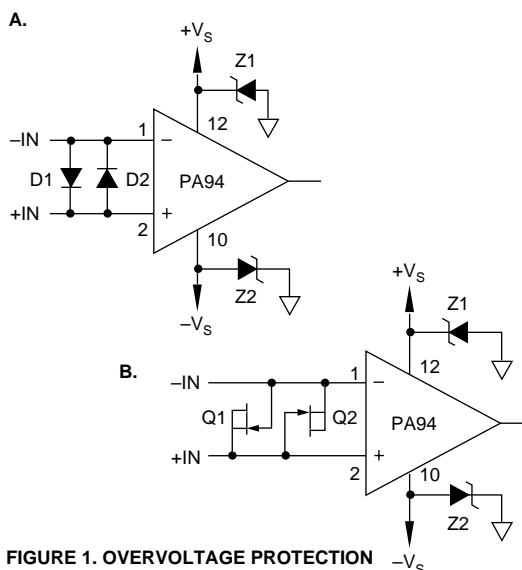 A.
+VS
Z1
12
1
–IN
–
D1
D2
PA94
+IN
+
2
10
Z2
–VS
+VS
Z1
12
B.
1
–IN
–
Q1
Q2
PA94
+IN
+
2
10
Z2
–VS
FIGURE 1. OVERVOLTAGE PROTECTION